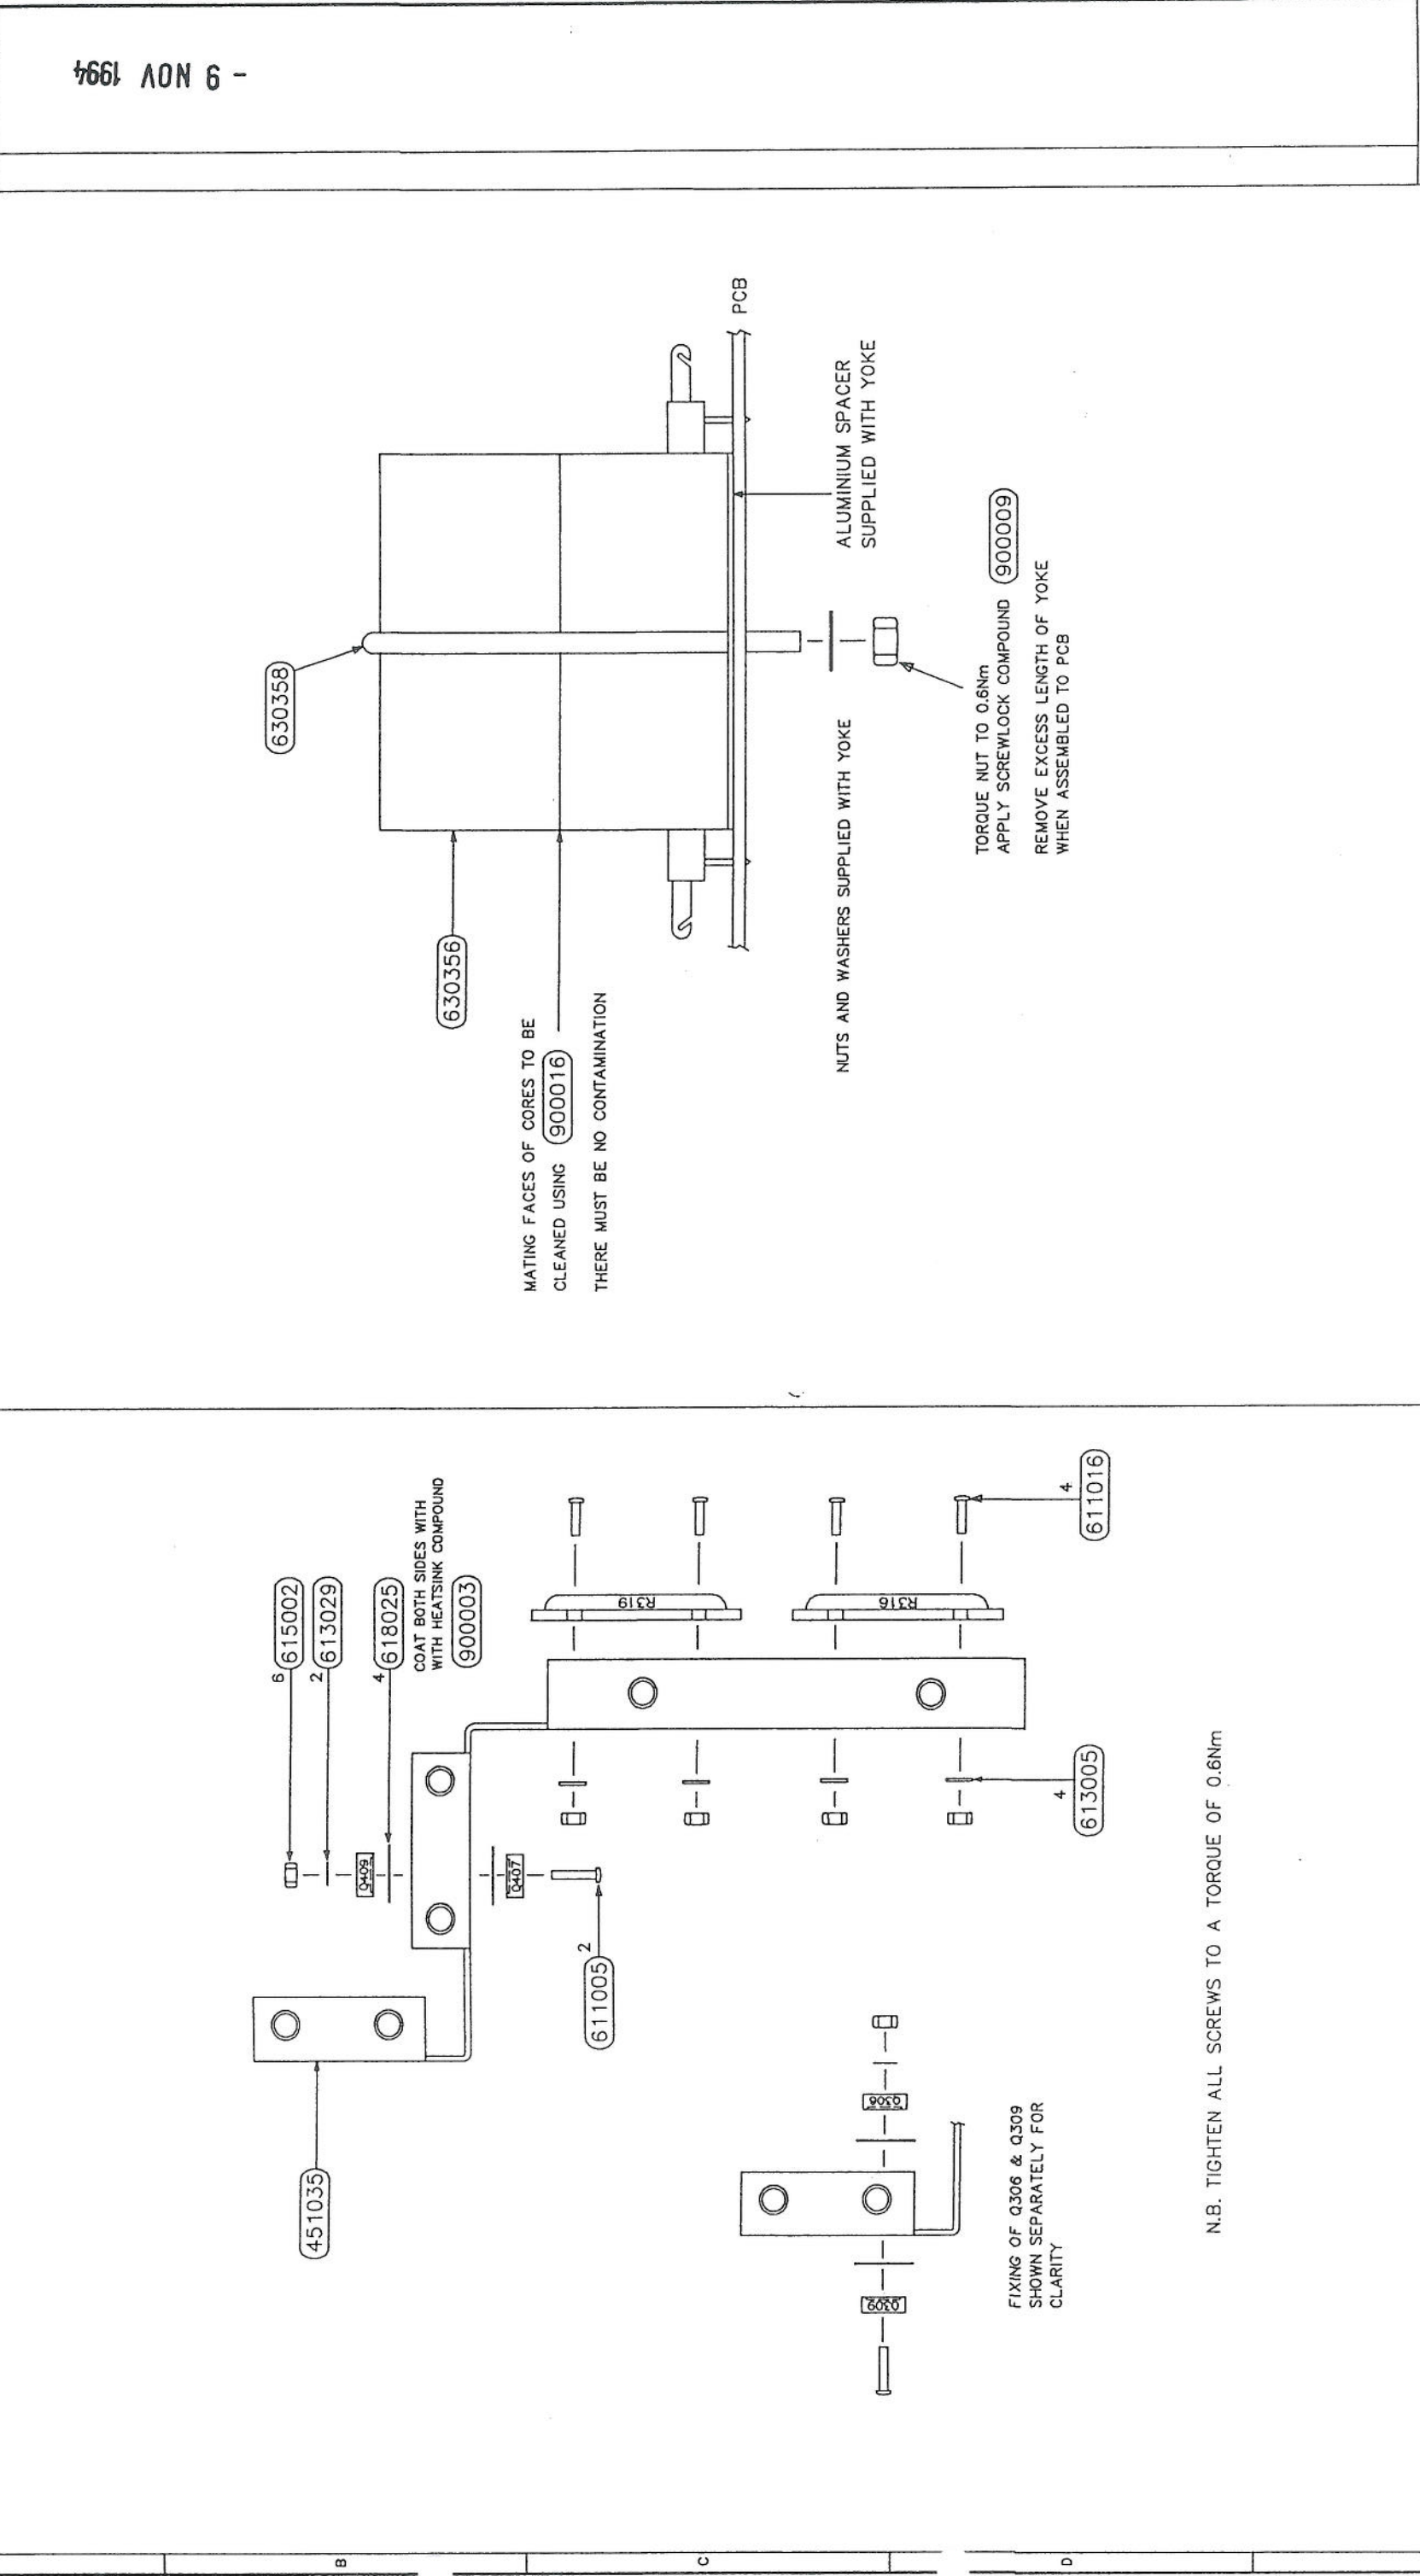 - 9 NOV 1994
451035
6
615002
2
613029
4
618025
COAT BOTH SIDES WITH
WITH HEATSINK COMPOUND
900003
Q409
Q407
2
611005
R319
R316
4
611016
4
613005
Q309
Q306
FIXING OF Q306 & Q309
SHOWN SEPARATELY FOR
CLARITY
N.B. TIGHTEN ALL SCREWS TO A TORQUE OF 0.6Nm
630358
630356
MATING FACES OF CORES TO BE
CLEANED USING 900016
THERE MUST BE NO CONTAMINATION
PCB
ALUMINIUM SPACER
SUPPLIED WITH YOKE
NUTS AND WASHERS SUPPLIED WITH YOKE
TORQUE NUT TO 0.6Nm
APPLY SCREWLOCK COMPOUND 900009
REMOVE EXCESS LENGTH OF YOKE
WHEN ASSEMBLED TO PCB
B
C
D